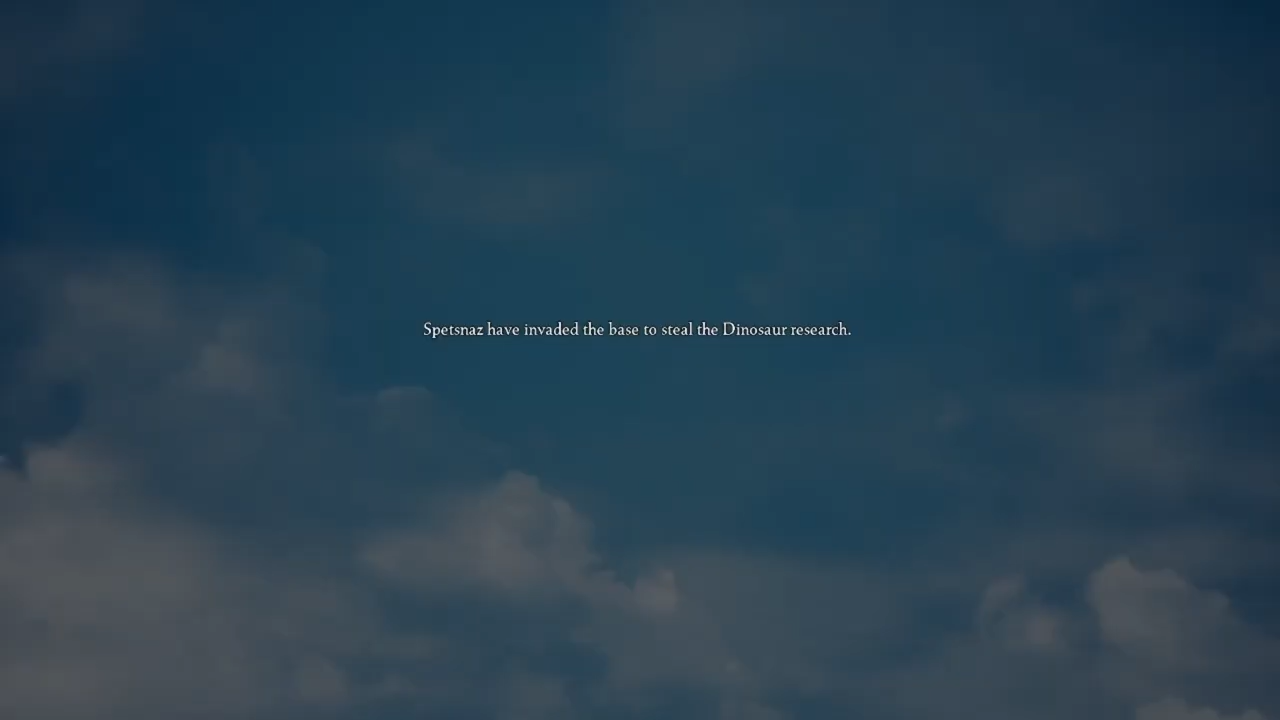 Spetsnaz have invaded the base to steal the Dinosaur research.